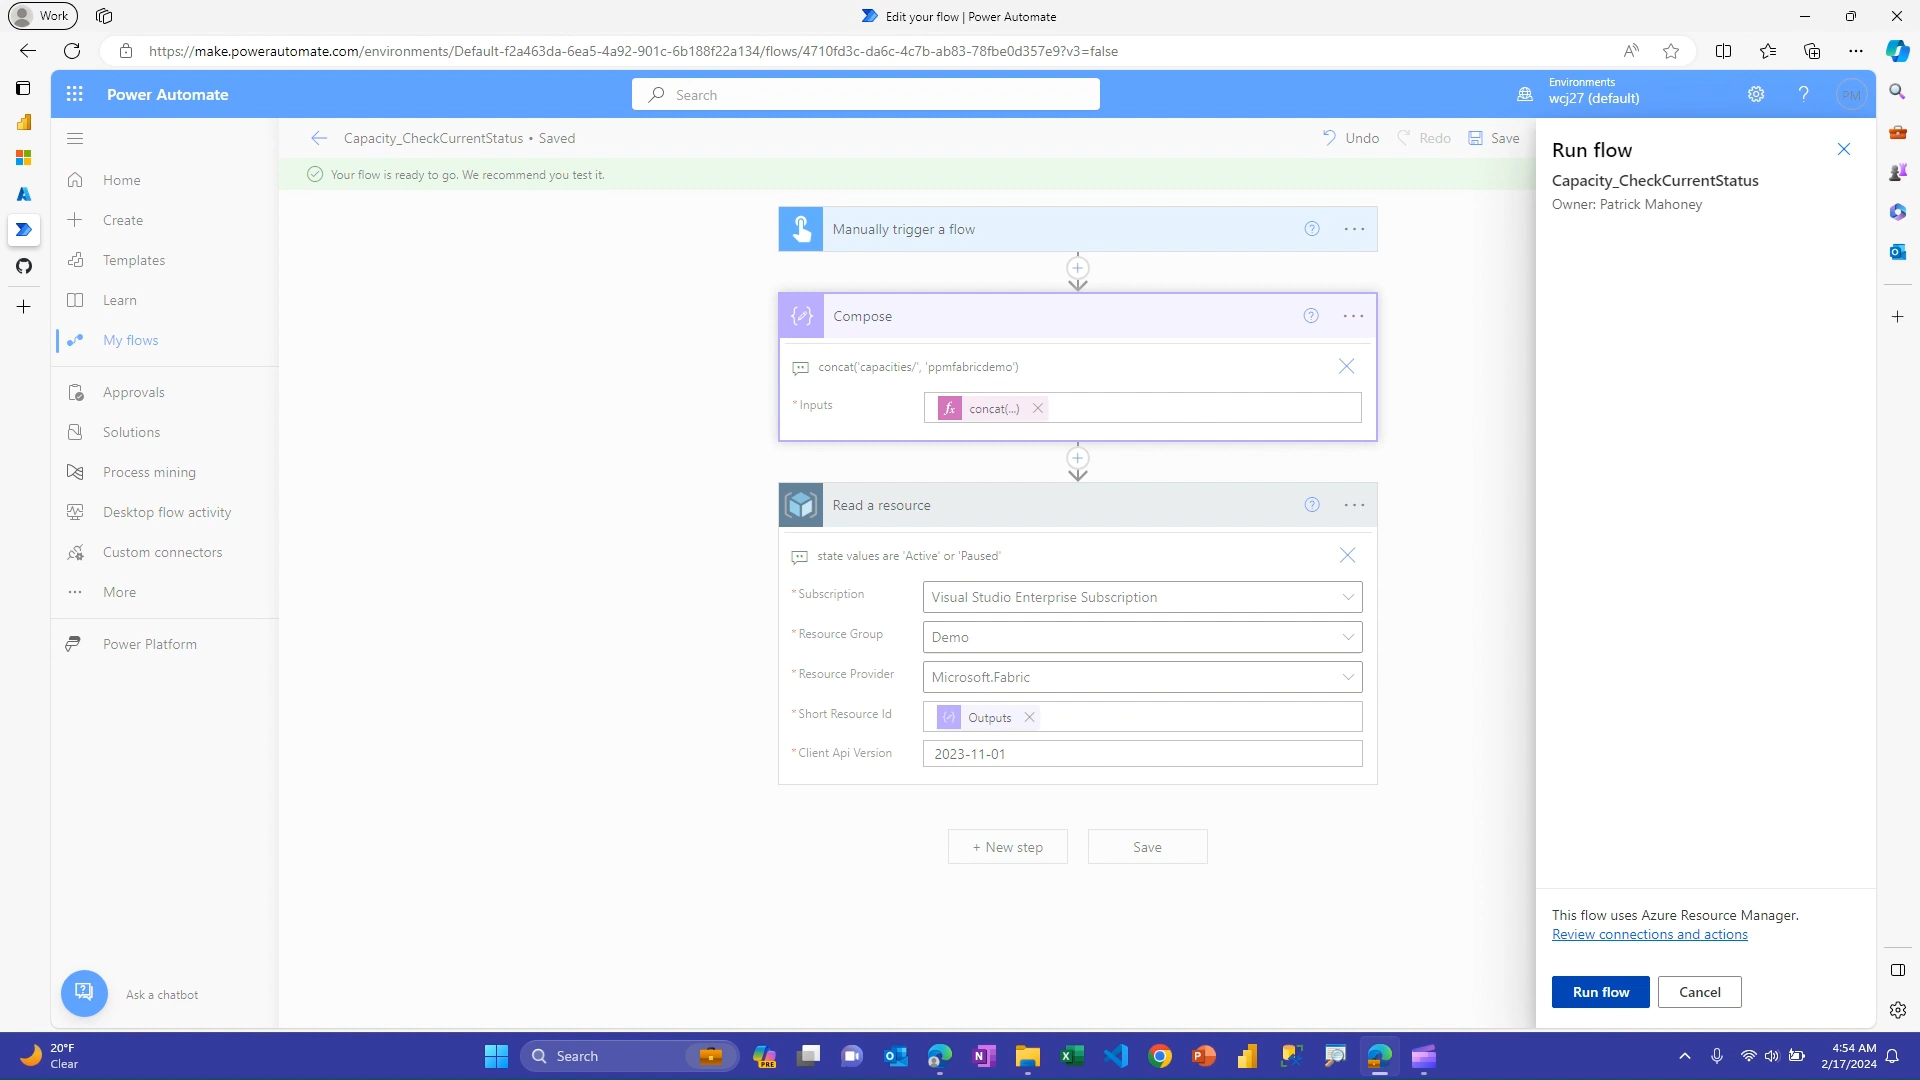 Work
Edit your flow | Power Automate
https://make.powerautomate.com/environments/Default-f2a463da-6ea5-4a92-901c-6b188f22a134/flows/4710fd3c-da6c-4c7b-ab83-78fbe0d357e9?v3=false
Power Automate
Search
Environments
wcj27 (default)
PM
Capacity_CheckCurrentStatus • Saved
Undo
Redo
Save
Your flow is ready to go. We recommend you test it.
Home
Create
Templates
Learn
My flows
Approvals
Solutions
Process mining
Desktop flow activity
Custom connectors
More
Power Platform
Ask a chatbot
Manually trigger a flow
Compose
concat('capacities/', 'ppmfabricdemo')
* Inputs
fx concat(...)
Read a resource
state values are 'Active' or 'Paused'
* Subscription
Visual Studio Enterprise Subscription
* Resource Group
Demo
* Resource Provider
Microsoft.Fabric
* Short Resource Id
Outputs
* Client Api Version
2023-11-01
+ New step
Save
Run flow
Capacity_CheckCurrentStatus
Owner: Patrick Mahoney
This flow uses Azure Resource Manager.
Review connections and actions
Run flow
Cancel
20°F
Clear
Search
PRE
4:54 AM
2/17/2024